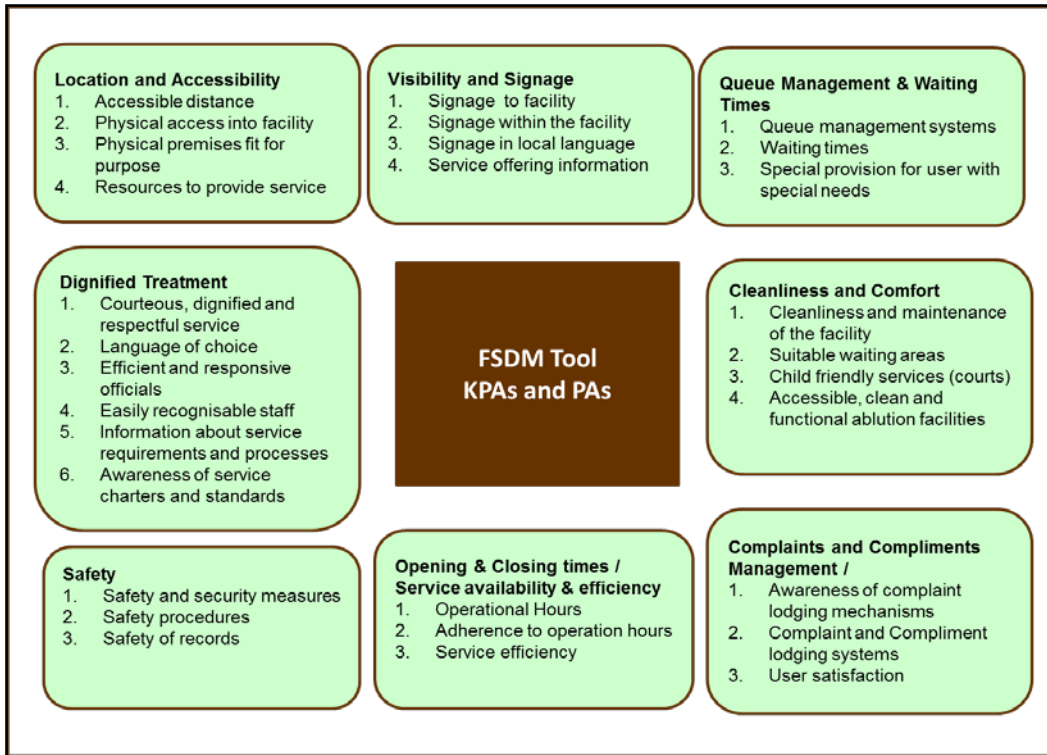 Location and Accessibility
1. Accessible distance
2. Physical access into facility
3. Physical premises fit for
purpose
4. Resources to provide service
Visibility and Signage
1. Signage to facility
2. Signage within the facility
3. Signage in local language
4. Service offering information
Queue Management & Waiting
Times
1. Queue management systems
2. Waiting times
3. Special provision for user with
special needs
Dignified Treatment
1. Courteous, dignified and
respectful service
2. Language of choice
3. Efficient and responsive
officials
4. Easily recognisable staff
5. Information about service
requirements and processes
6. Awareness of service
charters and standards
FSDM Tool
KPAs and PAs
Cleanliness and Comfort
1. Cleanliness and maintenance
of the facility
2. Suitable waiting areas
3. Child friendly services (courts)
4. Accessible, clean and
functional ablution facilities
Safety
1. Safety and security measures
2. Safety procedures
3. Safety of records
Opening & Closing times /
Service availability & efficiency
1. Operational Hours
2. Adherence to operation hours
3. Service efficiency
Complaints and Compliments
Management /
1. Awareness of complaint
lodging mechanisms
2. Complaint and Compliment
lodging systems
3. User satisfaction